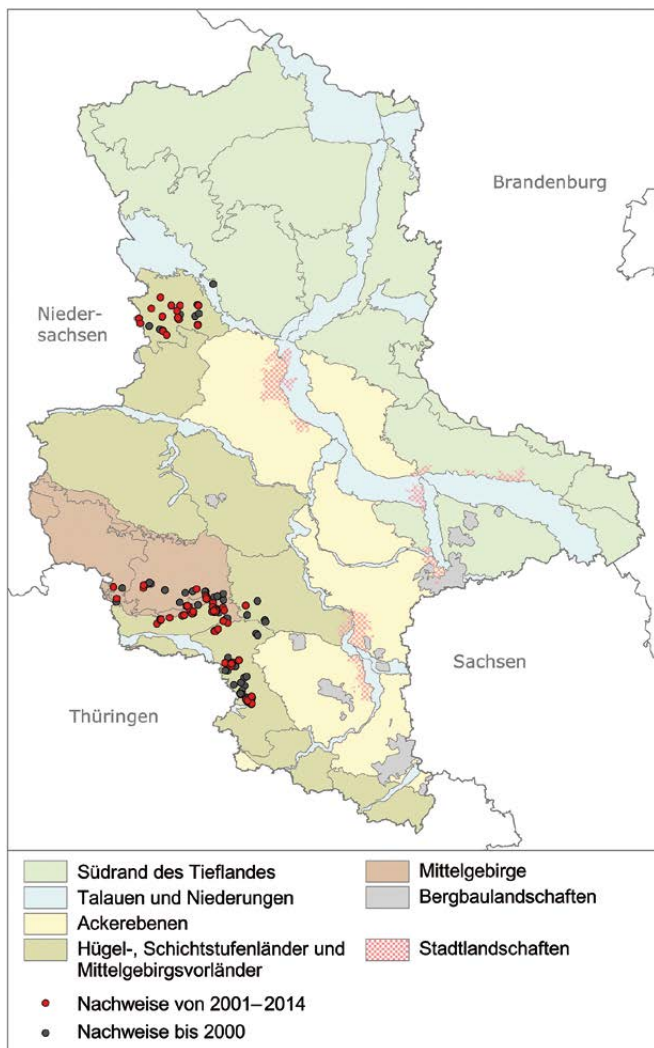 Brandenburg
Nieder-
sachsen
Sachsen
Thüringen
Südrand des Tieflandes
Talauen und Niederungen
Ackerebenen
Hügel-, Schichtstufenländer und
Mittelgebirgsvorländer
Mittelgebirge
Bergbaulandschaften
Stadtlandschaften
Nachweise von 2001–2014
Nachweise bis 2000